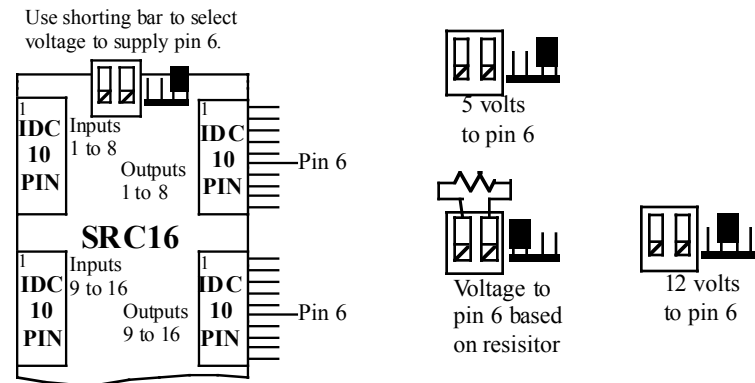 Use shorting bar to select
voltage to supply pin 6.
1
IDC
10
PIN
Inputs
1 to 8
Outputs
1 to 8
1
IDC
10
PIN
Pin 6
SRC16
1
IDC
10
PIN
Inputs
9 to 16
Outputs
9 to 16
1
IDC
10
PIN
Pin 6
5 volts
to pin 6
Voltage to
pin 6 based
on resisitor
12 volts
to pin 6